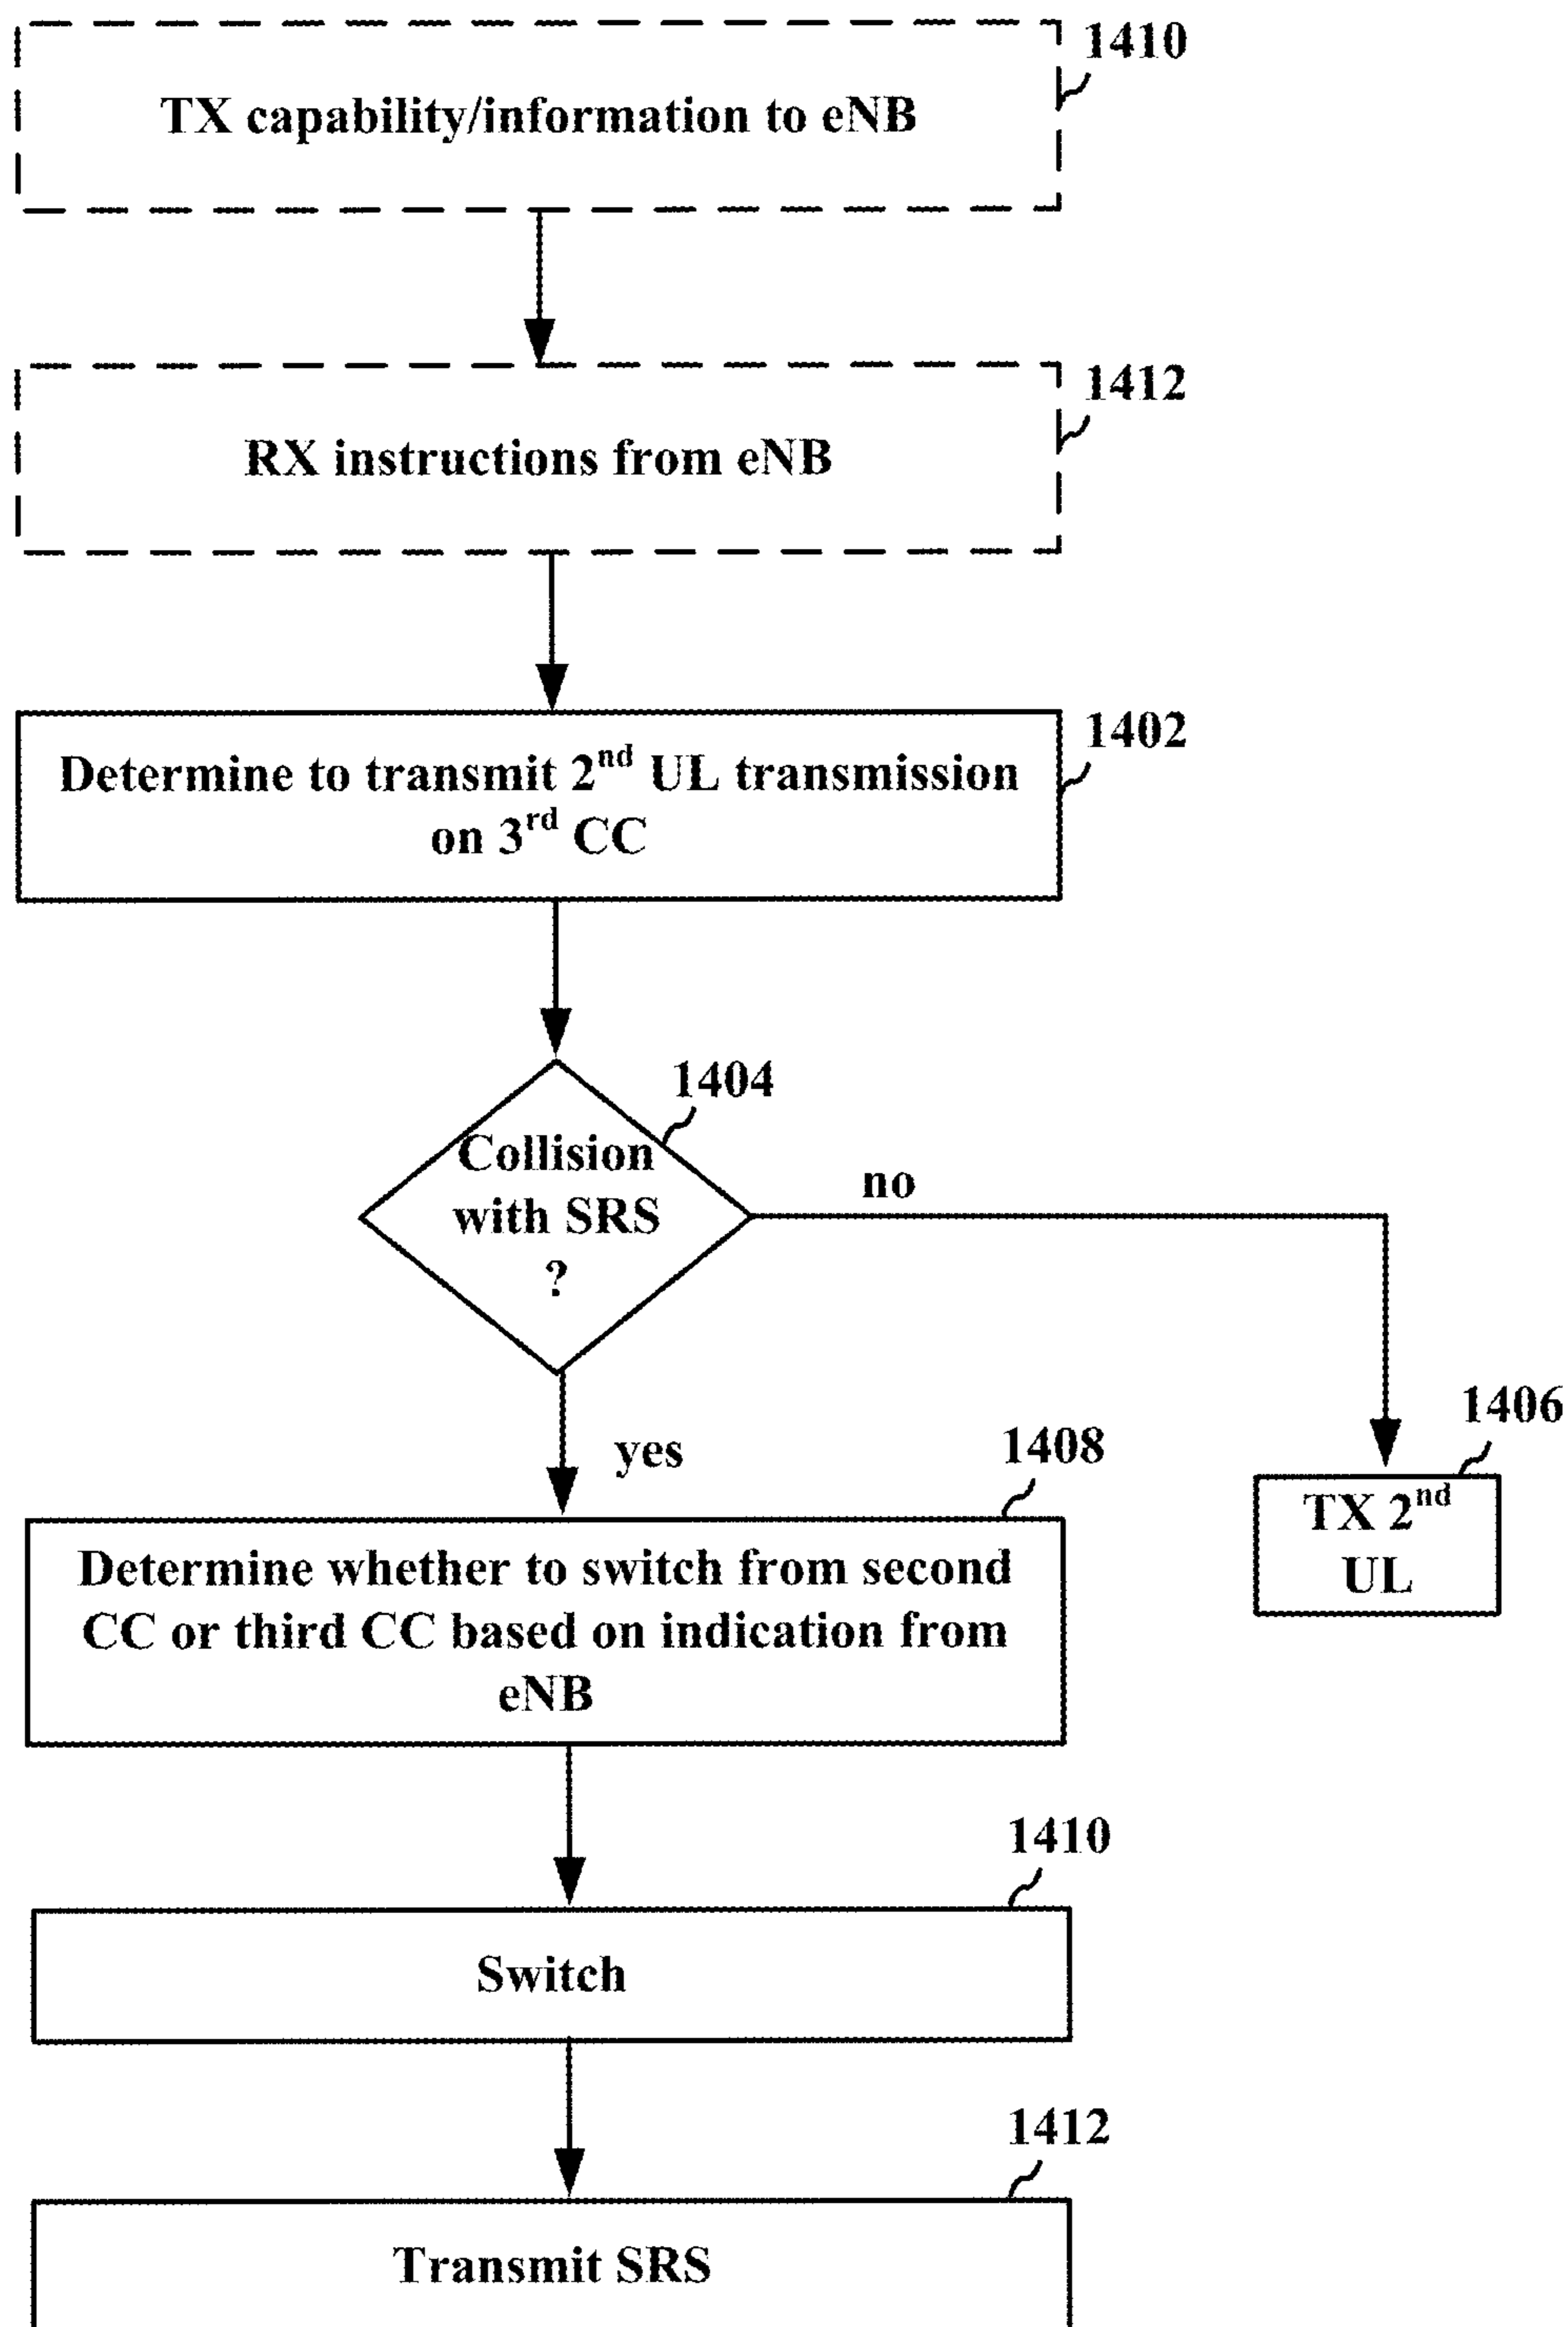 1410
TX capability/information to eNB
1412
RX instructions from eNB
1402
Determine to transmit 2nd UL transmission
on 3rd CC
1404
Collision
with SRS
?
no
yes
1406
TX 2nd
UL
1408
Determine whether to switch from second
CC or third CC based on indication from
eNB
1410
Switch
1412
Transmit SRS